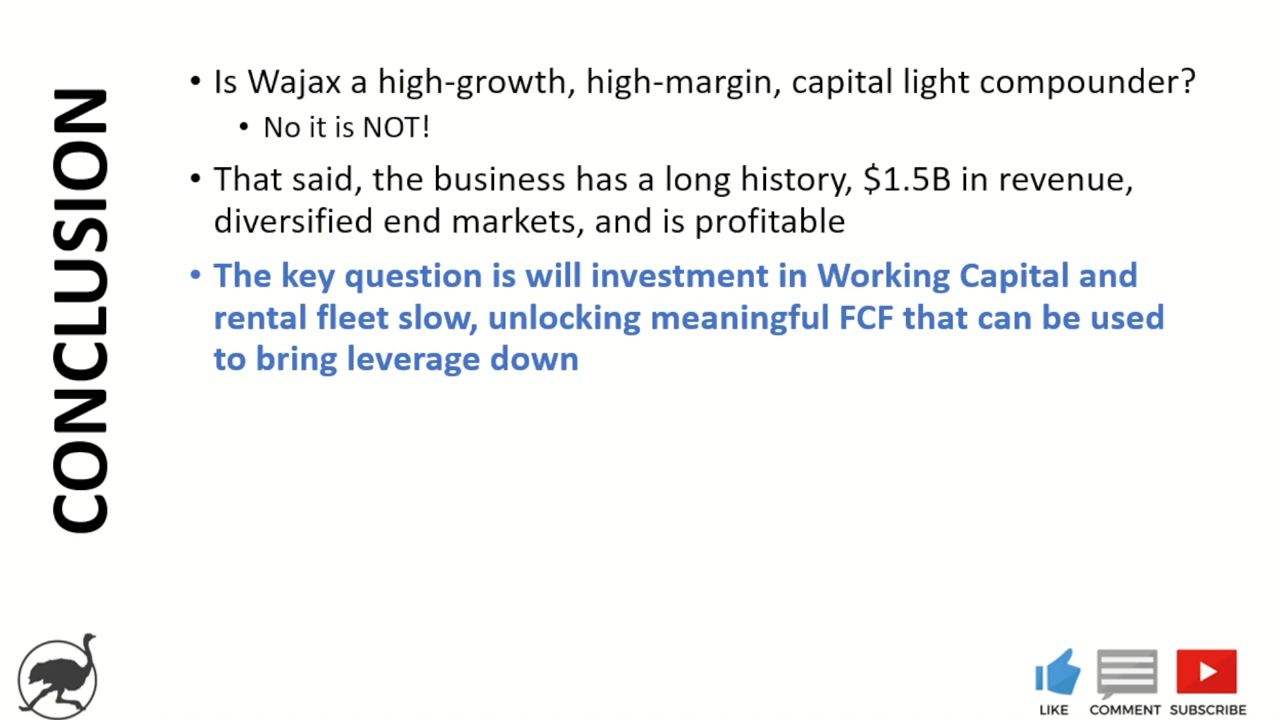 CONCLUSION
• Is Wajax a high-growth, high-margin, capital light compounder?
• No it is NOT!
• That said, the business has a long history, $1.5B in revenue,
diversified end markets, and is profitable
• The key question is will investment in Working Capital and
rental fleet slow, unlocking meaningful FCF that can be used
to bring leverage down
LIKE COMMENT SUBSCRIBE